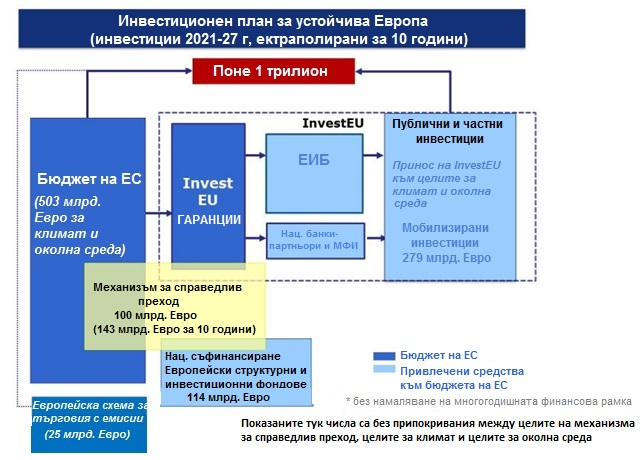 Инвестиционен план за устойчива Европа
(инвестиции 2021-27 г, ектраполирани за 10 години)
Поне 1 трилион
Бюджет на ЕС
(503 млрд.
Евро за
климат и
околна среда)
InvestEU
Invest
EU
ГАРАНЦИИ
ЕИБ
Нац. банки-
партньори и МФИ
Публични и частни
инвестиции
Принос на InvestEU
към целите за
климат и околна
среда
Мобилизирани
инвестиции
279 млрд. Евро
Механизъм за справедлив
преход
100 млрд. Евро
(143 млрд. Евро за 10 години)
Нац. съфинансиране
Европейски структурни и
инвестиционни фондове
114 млрд. Евро
Европейска схема за
търговия с емисии
(25 млрд. Евро)
Бюджет на ЕС
Привлечени средства
към бюджета на ЕС
* без намаляване на многогодишната финансова рамка
Показаните тук числа са без припокривания между целите на механизма
за справедлив преход, целите за климат и целите за околна среда